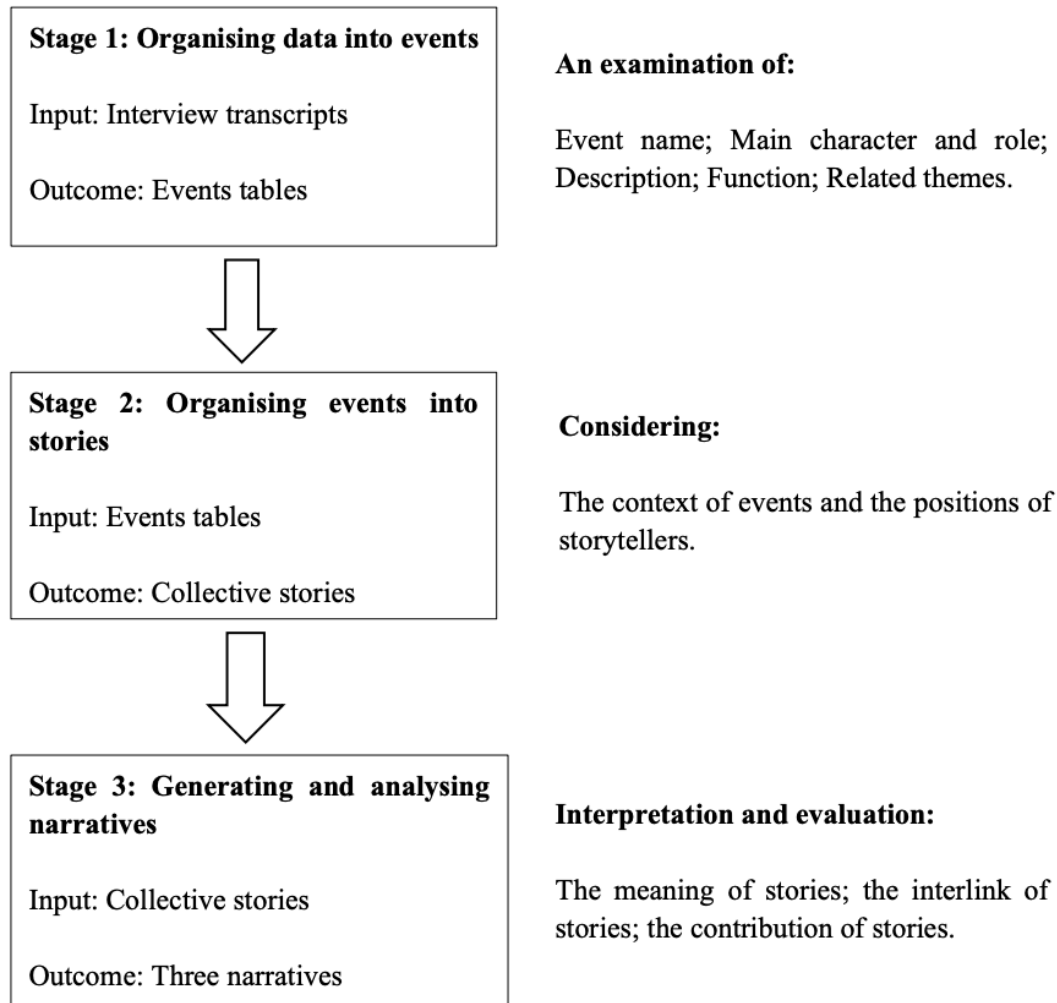 Stage 1: Organising data into events
Input: Interview transcripts
Outcome: Events tables
An examination of:
Event name; Main character and role;
Description; Function; Related themes.
Stage 2: Organising events into
stories
Input: Events tables
Outcome: Collective stories
Considering:
The context of events and the positions of
storytellers.
Stage 3: Generating and analysing
narratives
Input: Collective stories
Outcome: Three narratives
Interpretation and evaluation:
The meaning of stories; the interlink of
stories; the contribution of stories.